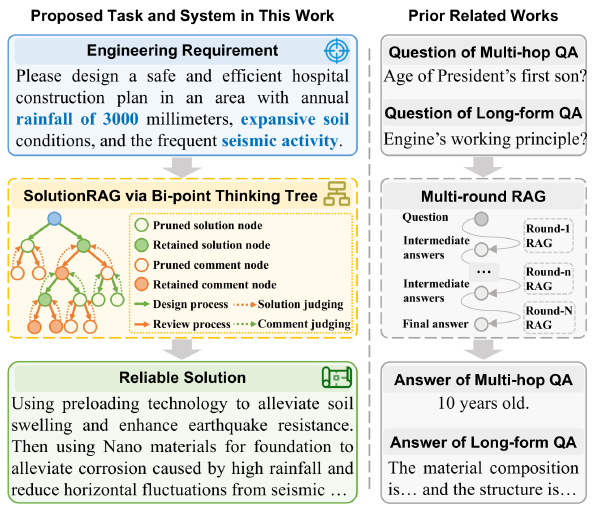 Proposed Task and System in This Work
Engineering Requirement
Please design a safe and efficient hospital
construction plan in an area with annual
rainfall of 3000 millimeters, expansive soil
conditions, and the frequent seismic activity.
SolutionRAG via Bi-point Thinking Tree
Pruned solution node
Retained solution node
Pruned comment node
Retained comment node
Design process
Solution judging
Review process
Comment judging
Reliable Solution
Using preloading technology to alleviate soil
swelling and enhance earthquake resistance.
Then using Nano materials for foundation to
alleviate corrosion caused by high rainfall and
reduce horizontal fluctuations from seismic …
Prior Related Works
Question of Multi-hop QA
Age of President's first son?
Question of Long-form QA
Engine's working principle?
Multi-round RAG
Question
Round-1
RAG
Intermediate
answers
...
Round-n
RAG
Intermediate
answers
Round-N
RAG
Final answer
Answer of Multi-hop QA
10 years old.
Answer of Long-form QA
The material composition
is… and the structure is…